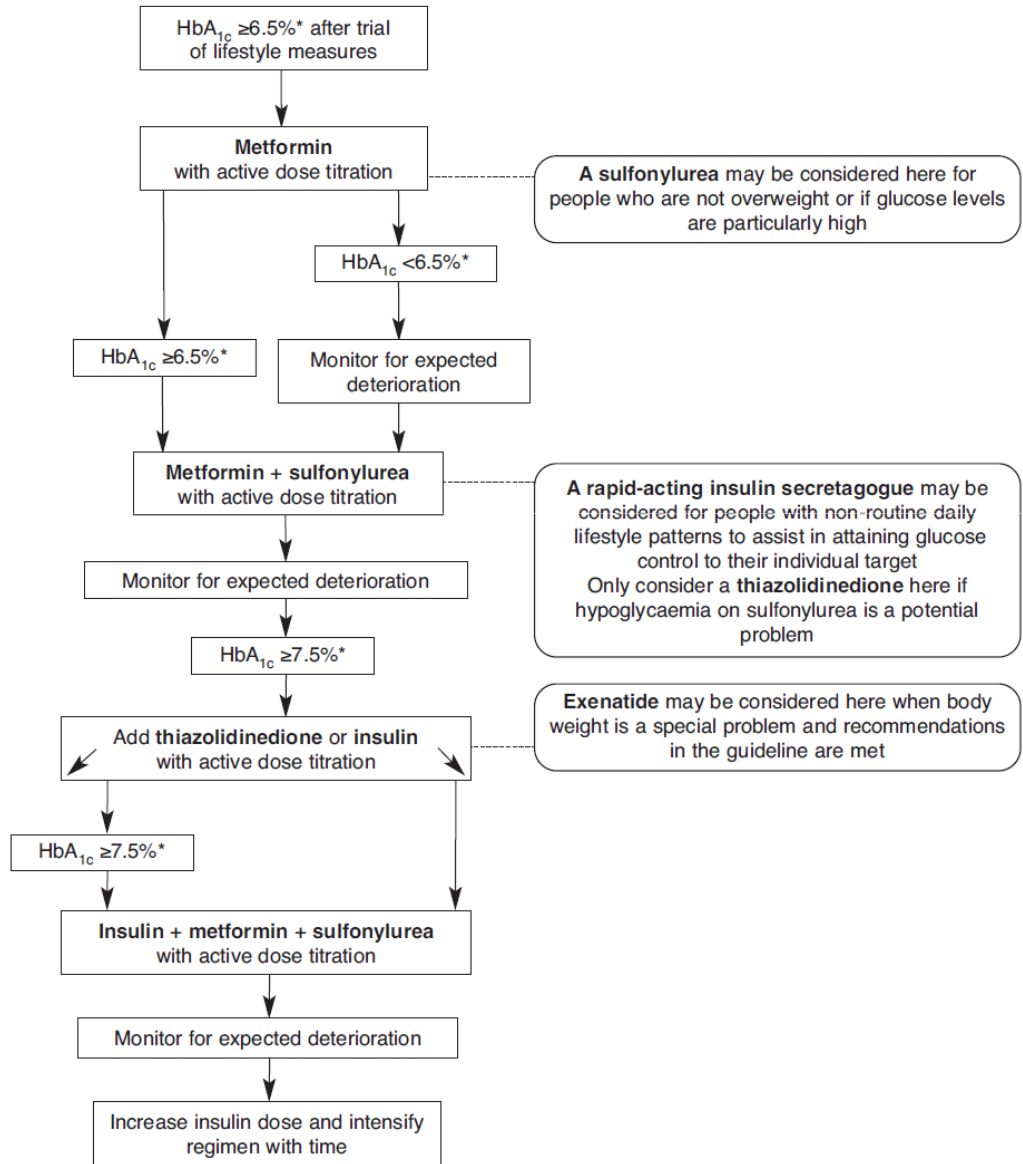 HbA1c ≥6.5%* after trial
of lifestyle measures
Metformin
with active dose titration
A sulfonylurea may be considered here for
people who are not overweight or if glucose levels
are particularly high
HbA1c <6.5%*
HbA1c ≥6.5%*
Monitor for expected
deterioration
Metformin + sulfonylurea
with active dose titration
A rapid-acting insulin secretagogue may be
considered for people with non-routine daily
lifestyle patterns to assist in attaining glucose
control to their individual target
Only consider a thiazolidinedione here if
hypoglycaemia on sulfonylurea is a potential
problem
Monitor for expected deterioration
HbA1c ≥7.5%*
Exenatide may be considered here when body
weight is a special problem and recommendations
in the guideline are met
Add thiazolidinedione or insulin
with active dose titration
HbA1c ≥7.5%*
Insulin + metformin + sulfonylurea
with active dose titration
Monitor for expected deterioration
Increase insulin dose and intensify
regimen with time